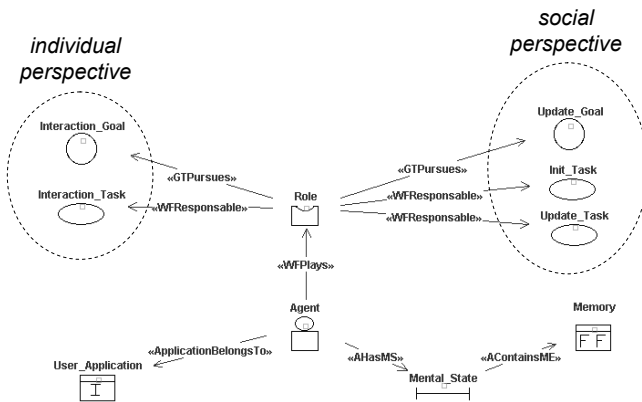 individual
perspective
social
perspective
Interaction_Goal
Update_Goal
«GTPursues»
«GTPursues»
Interaction_Task
Role
Init_Task
«WFResponsable»
«WFResponsable»
«WFResponsable»
Update_Task
«WFPlays»
Agent
Memory
«ApplicationBelongsTo»
«AHasMS»
«AContainsME»
F F
User_Application
Mental_State
I